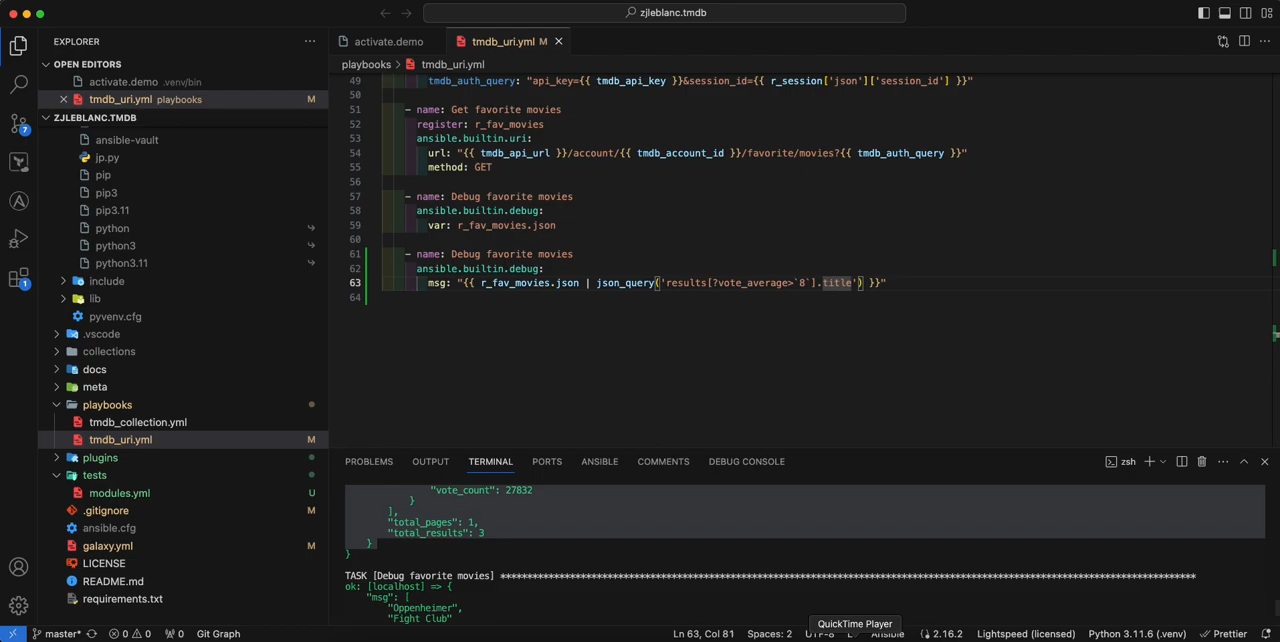 zjleblanc.tmdb
EXPLORER
OPEN EDITORS
activate.demo .venv/bin
tmdb_uri.yml playbooks M
ZJLEBLANC.TMDB
ansible-vault
jp.py
pip
pip3
pip3.11
python
python3
python3.11
include
lib
pyvenv.cfg
.vscode
collections
docs
meta
playbooks
tmdb_collection.yml
tmdb_uri.yml M
plugins
tests
modules.yml U
.gitignore M
ansible.cfg
galaxy.yml M
LICENSE
README.md
requirements.txt
7
1
activate.demo
tmdb_uri.yml M
playbooks > tmdb_uri.yml
49 tmdb_auth_query: "api_key={{ tmdb_api_key }}&session_id={{ r_session['json']['session_id'] }}"
50
51 - name: Get favorite movies
52 register: r_fav_movies
53 ansible.builtin.uri:
54 url: "{{ tmdb_api_url }}/account/{{ tmdb_account_id }}/favorite/movies?{{ tmdb_auth_query }}"
55 method: GET
56
57 - name: Debug favorite movies
58 ansible.builtin.debug:
59 var: r_fav_movies.json
60
61 - name: Debug favorite movies
62 ansible.builtin.debug:
63 msg: "{{ r_fav_movies.json | json_query('results[?vote_average>`8`].title') }}"
64
PROBLEMS OUTPUT TERMINAL PORTS ANSIBLE COMMENTS DEBUG CONSOLE
zsh
"vote_count": 27832
}
],
"total_pages": 1,
"total_results": 3
}
}
ok: [localhost] => {
"msg": [
"Oppenheimer",
"Fight Club"
QuickTime Player
master* 0 0 0 Git Graph
Ln 63, Col 81 Spaces: 2 UTF-8 Ansible 2.16.2 Lightspeed (licensed) Python 3.11.6 (.venv) Prettier